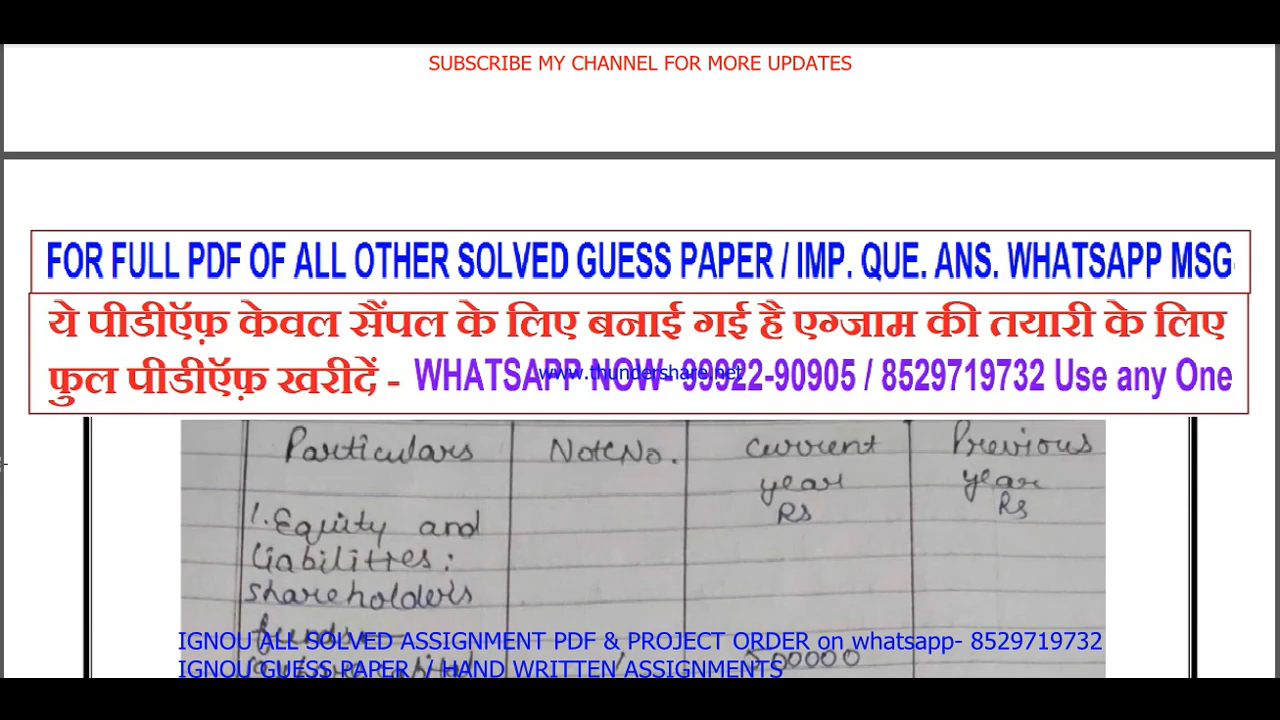 SUBSCRIBE MY CHANNEL FOR MORE UPDATES
FOR FULL PDF OF ALL OTHER SOLVED GUESS PAPER / IMP. QUE. ANS. WHATSAPP MSG
ये पीडीऍफ़ केवल सैंपल के लिए बनाई गई है एग्जाम की तयारी के लिए
फुल पीडीऍफ़ खरीदें - WHATSAPP NOW- 99922-90905 / 8529719732 Use any One
www.thundershare.net
Particulars Note No. Current Previous
year year
Rs Rs
1. Equity and
Liabilities:
shareholders
IGNOU ALL SOLVED ASSIGNMENT PDF & PROJECT ORDER on whatsapp- 8529719732
500000
IGNOU GUESS PAPER / HAND WRITTEN ASSIGNMENTS